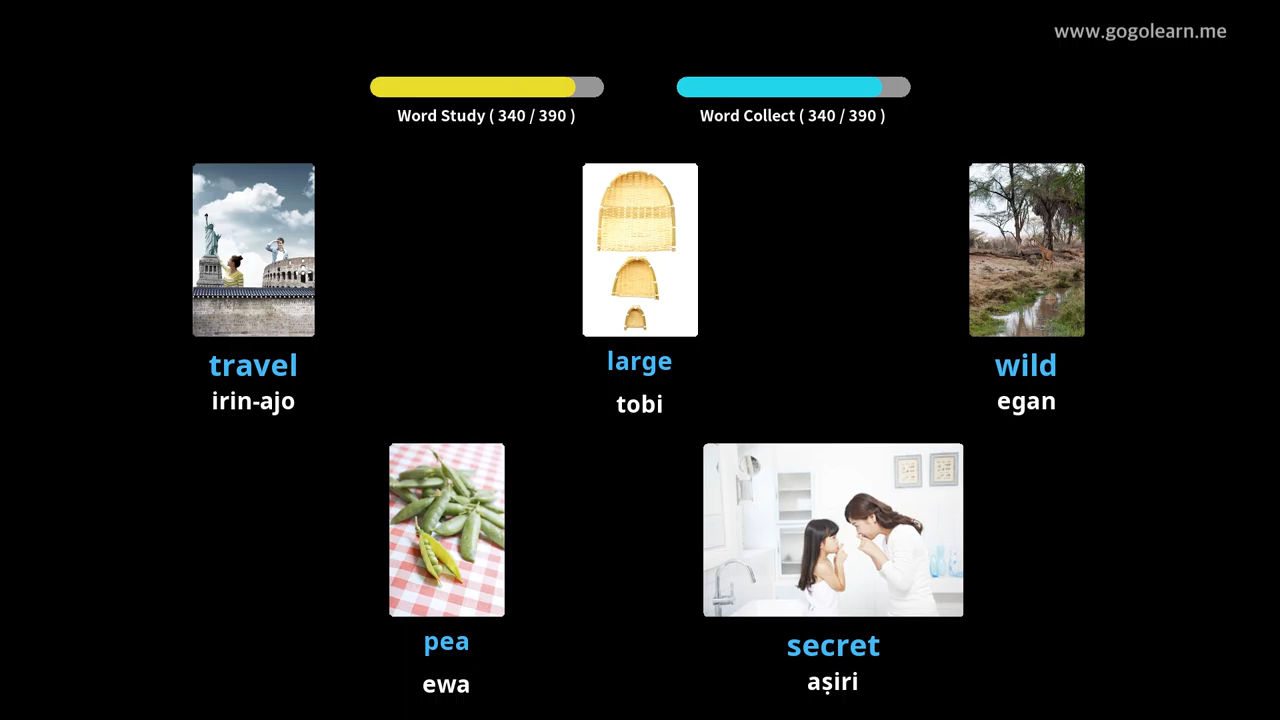 www.gogolearn.me
Word Study ( 340 / 390 )
Word Collect ( 340 / 390 )
travel
irin-ajo
large
tobi
wild
egan
pea
ewa
secret
aṣiri